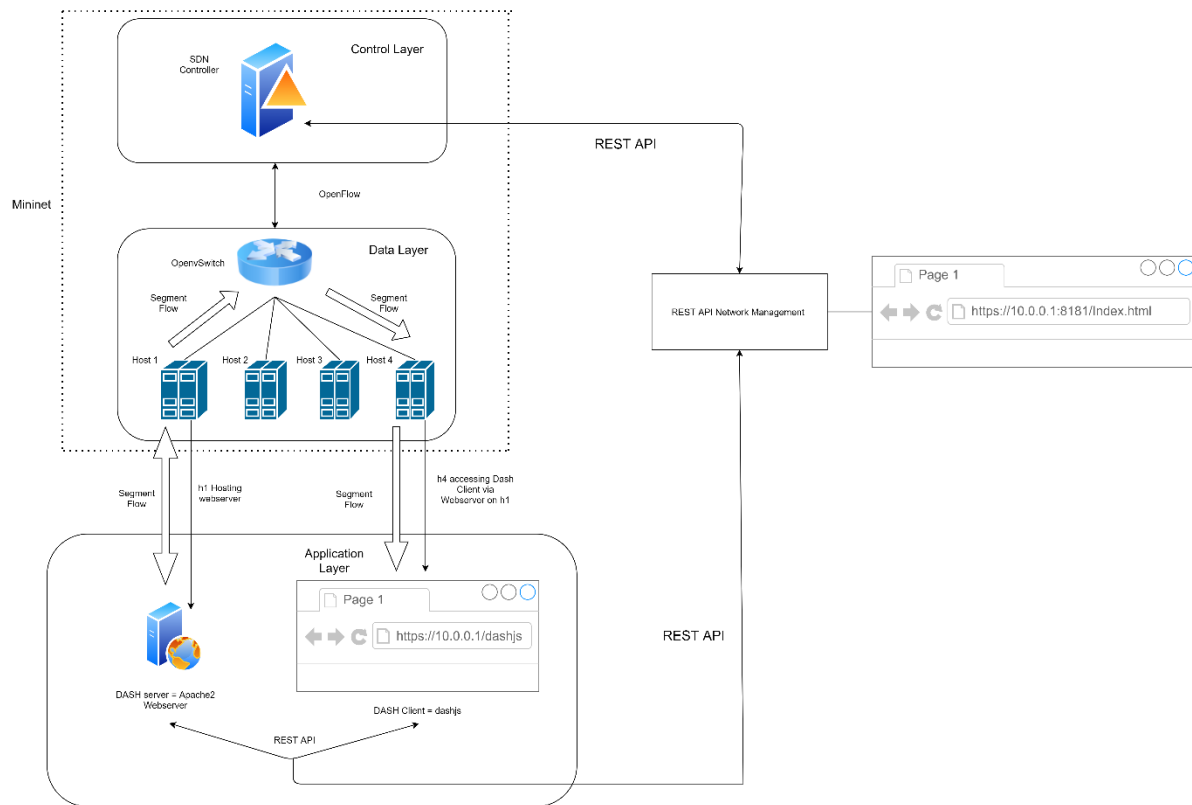 Control Layer
SDN
Controller
REST API
OpenFlow
Mininet
Data Layer
OpenvSwitch
Segment
Flow
Segment
Flow
Host 1
Host 2
Host 3
Host 4
REST API Network Management
Page 1
https://10.0.0.1:8181/Index.html
Segment
Flow
h1 Hosting
webserver
Segment
Flow
h4 accessing Dash
Client via
Webserver on h1
Application
Layer
Page 1
https://10.0.0.1/dashjs
REST API
DASH server = Apache2
Webserver
DASH Client = dashjs
REST API